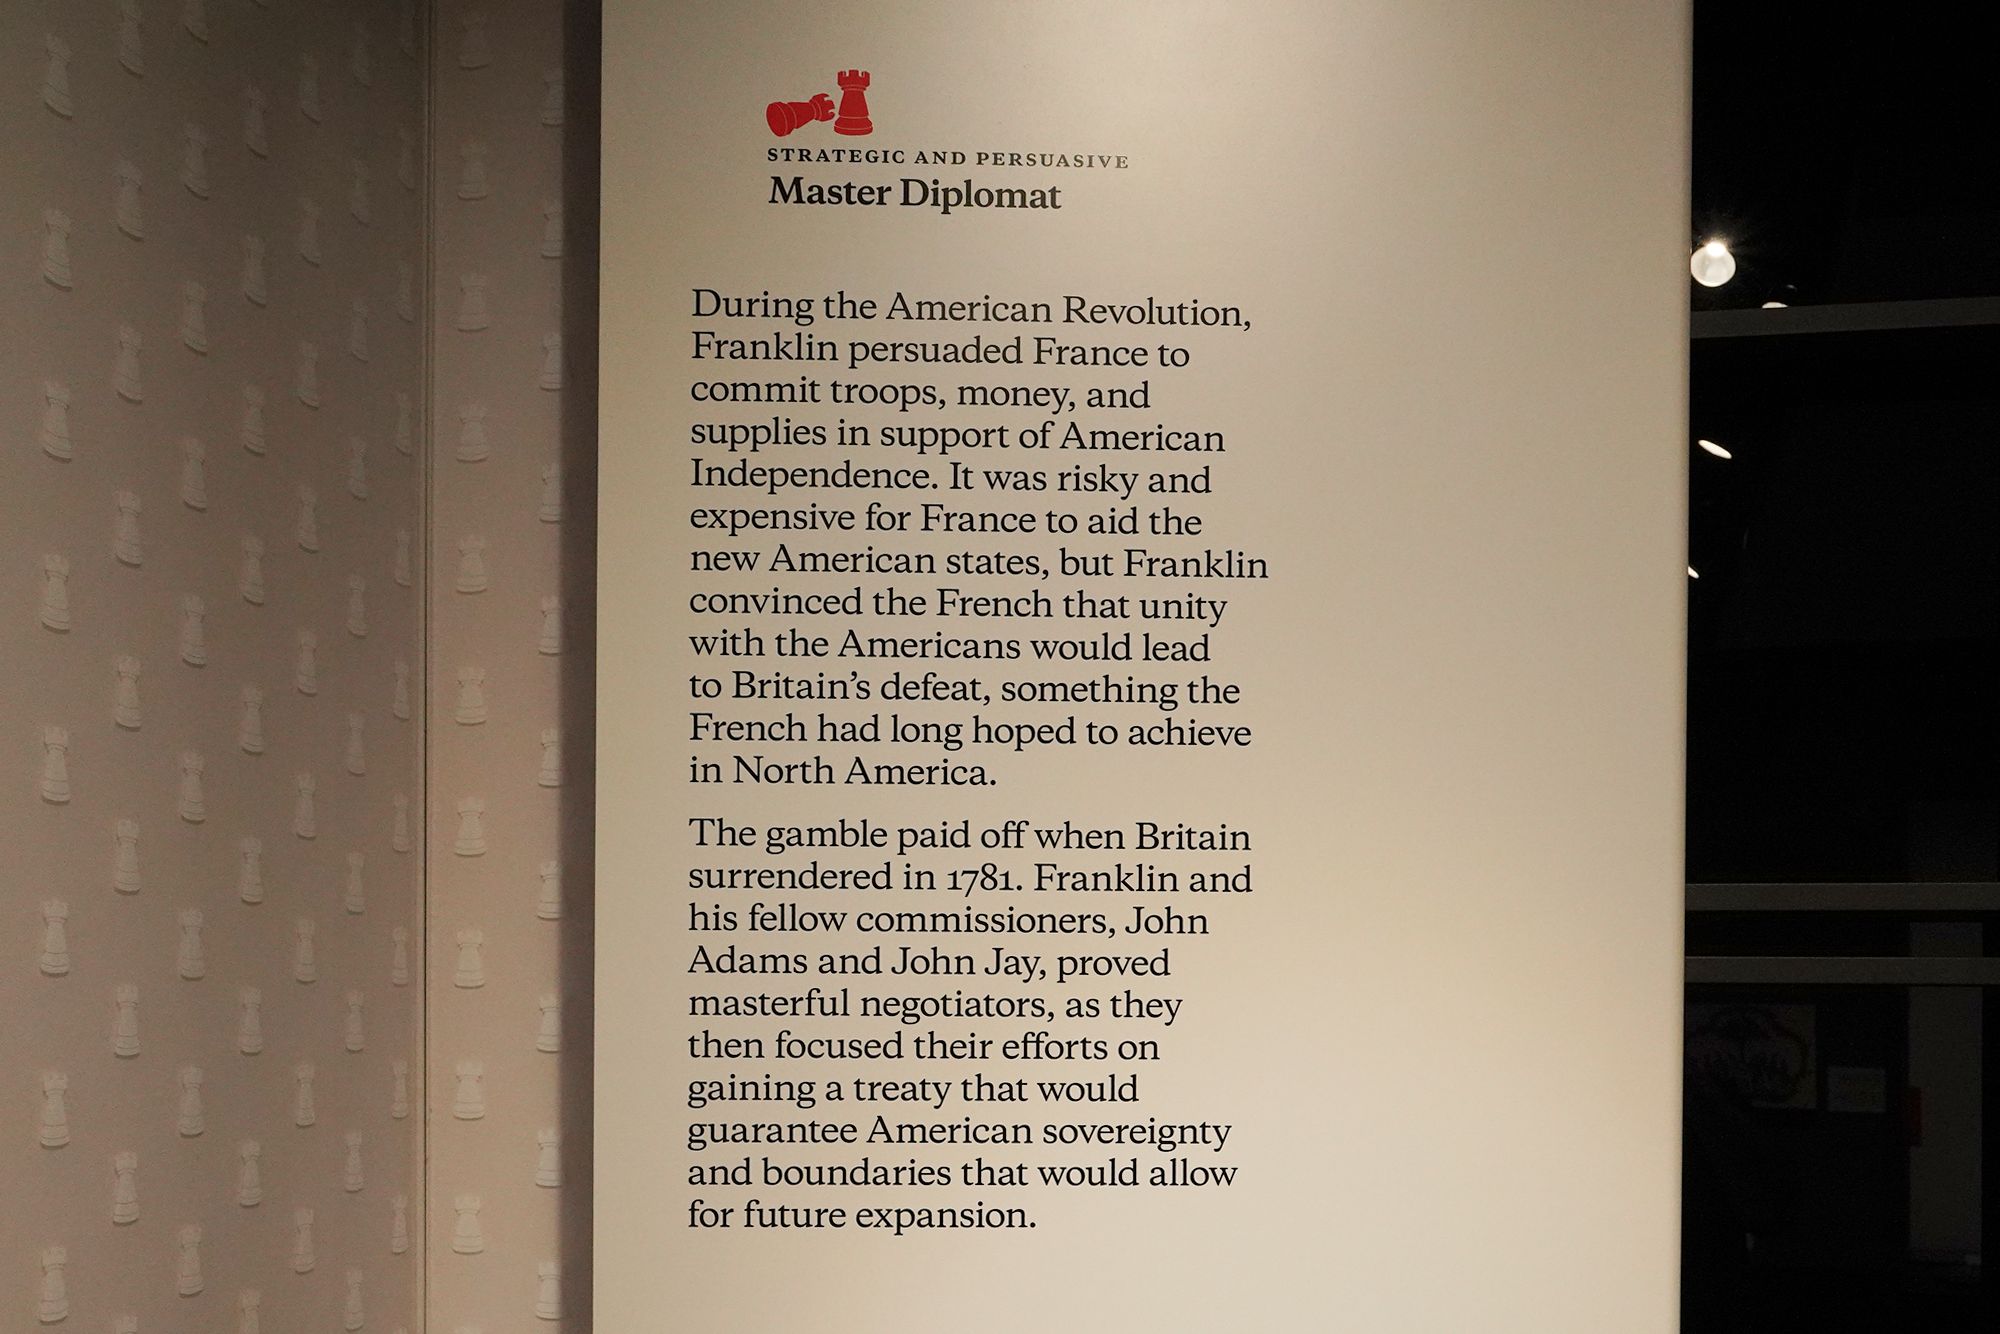 STRATEGIC AND PERSUASIVE
Master Diplomat
During the American Revolution,
Franklin persuaded France to
commit troops, money, and
supplies in support of American
Independence. It was risky and
expensive for France to aid the
new American states, but Franklin
convinced the French that unity
with the Americans would lead
to Britain’s defeat, something the
French had long hoped to achieve
in North America.
The gamble paid off when Britain
surrendered in 1781. Franklin and
his fellow commissioners, John
Adams and John Jay, proved
masterful negotiators, as they
then focused their efforts on
gaining a treaty that would
guarantee American sovereignty
and boundaries that would allow
for future expansion.